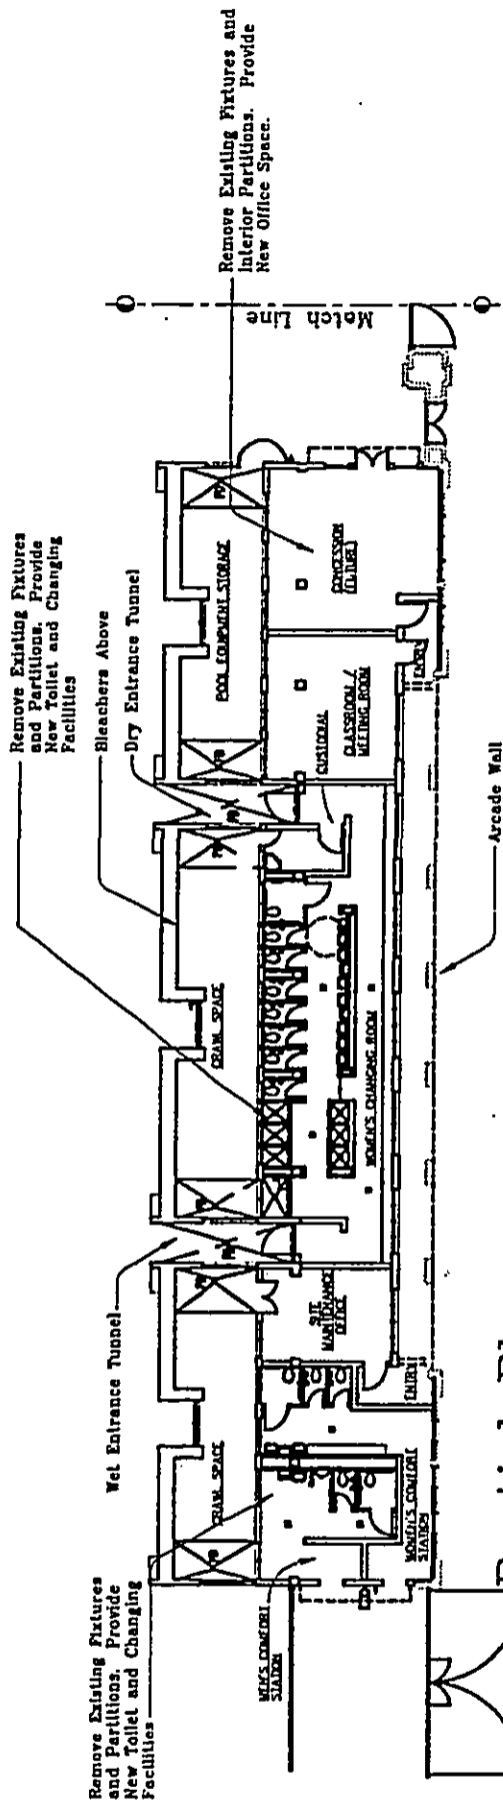 Remove Existing Fixtures
and Partitions. Provide
New Toilet and Changing
Facilities
Wet Entrance Tunnel
Remove Existing Fixtures
and Partitions. Provide
New Toilet and Changing
Facilities
Bleachers Above
Dry Entrance Tunnel
Remove Existing Fixtures and
Interior Partitions. Provide
New Office Space.
Match Line
CRAWL SPACE
CRAWL SPACE
POOL EQUIPMENT STORAGE
MEN'S COMFORT
STATION
WOMEN'S COMFORT
STATION
SITE
MAINTENANCE
OFFICE
ENTRY
WOMEN'S CHANGING ROOM
CUSTODIAL
CLASSROOM /
MEETING ROOM
CONCESSION
(FUTURE)
ENTRY
Arcade Wall